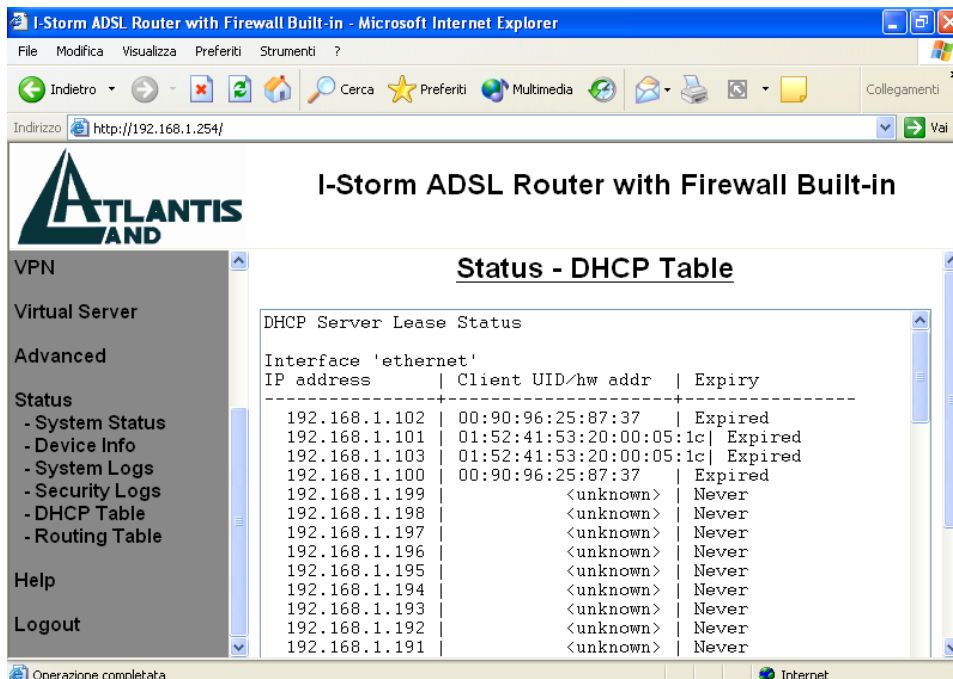 I-Storm ADSL Router with Firewall Built-in - Microsoft Internet Explorer
File Modifica Visualizza Preferiti Strumenti ?
Indietro Cerca Preferiti Multimedia Collegamenti
Indirizzo http://192.168.1.254/ Vai
ATLANTIS
LAND
I-Storm ADSL Router with Firewall Built-in
VPN
Virtual Server
Advanced
Status
- System Status
- Device Info
- System Logs
- Security Logs
- DHCP Table
- Routing Table
Help
Logout
Status - DHCP Table
DHCP Server Lease Status
Interface 'ethernet'
IP address | Client UID/hw addr | Expiry
-----------------+-----------------------+----------------
192.168.1.102 | 00:90:96:25:87:37 | Expired
192.168.1.101 | 01:52:41:53:20:00:05:1c| Expired
192.168.1.103 | 01:52:41:53:20:00:05:1c| Expired
192.168.1.100 | 00:90:96:25:87:37 | Expired
192.168.1.199 | <unknown> | Never
192.168.1.198 | <unknown> | Never
192.168.1.197 | <unknown> | Never
192.168.1.196 | <unknown> | Never
192.168.1.195 | <unknown> | Never
192.168.1.194 | <unknown> | Never
192.168.1.193 | <unknown> | Never
192.168.1.192 | <unknown> | Never
192.168.1.191 | <unknown> | Never
Operazione completata Internet